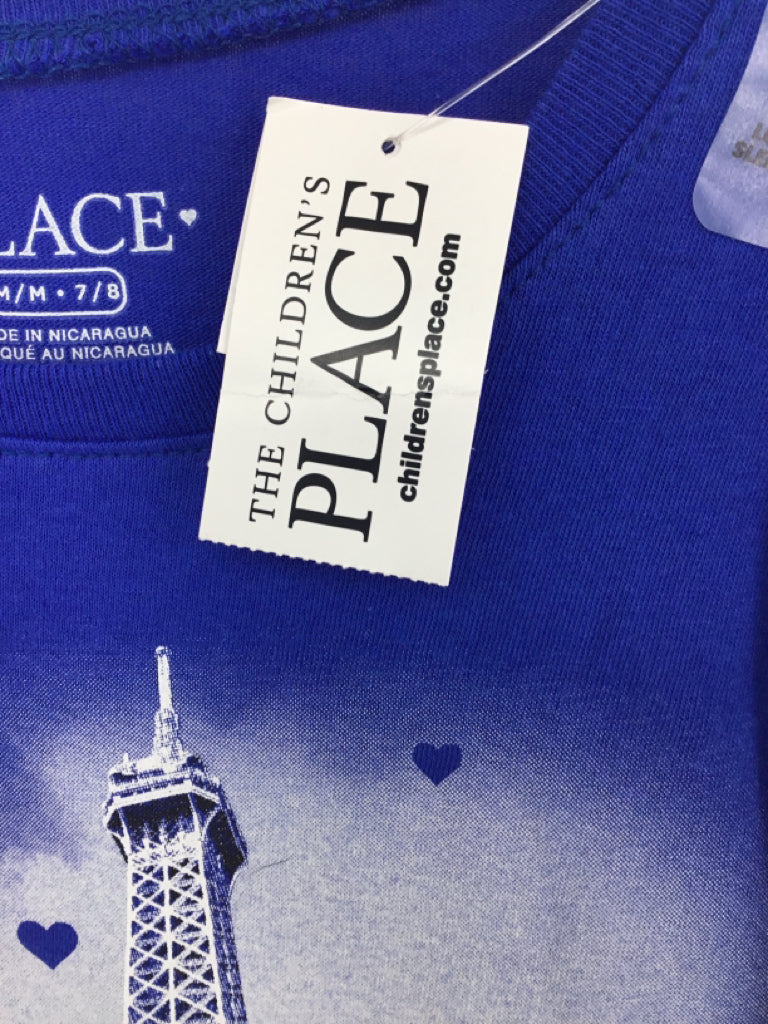 THE CHILDREN'S
PLACE
childrensplace.com
LACE
M/M • 7/8
DE IN NICARAGUA
QUÉ AU NICARAGUA